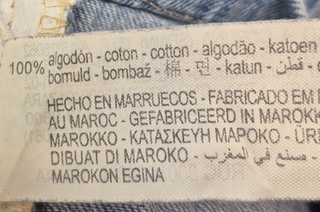 100% algodón - coton - cotton - algodão - katoen
bomuld - bombaž - 棉 - 면 - katun - قطن -
HECHO EN MARRUECOS - FABRICADO EM
AU MAROC - GEFABRICEERD IN MAROKK
MAROKKO - ΚΑΤΑΣΚΕΥΗ ΜΑΡΟΚΟ - ÜR
DIBUAT DI MAROKO - صنع في المغرب -
MAROKON EGINA